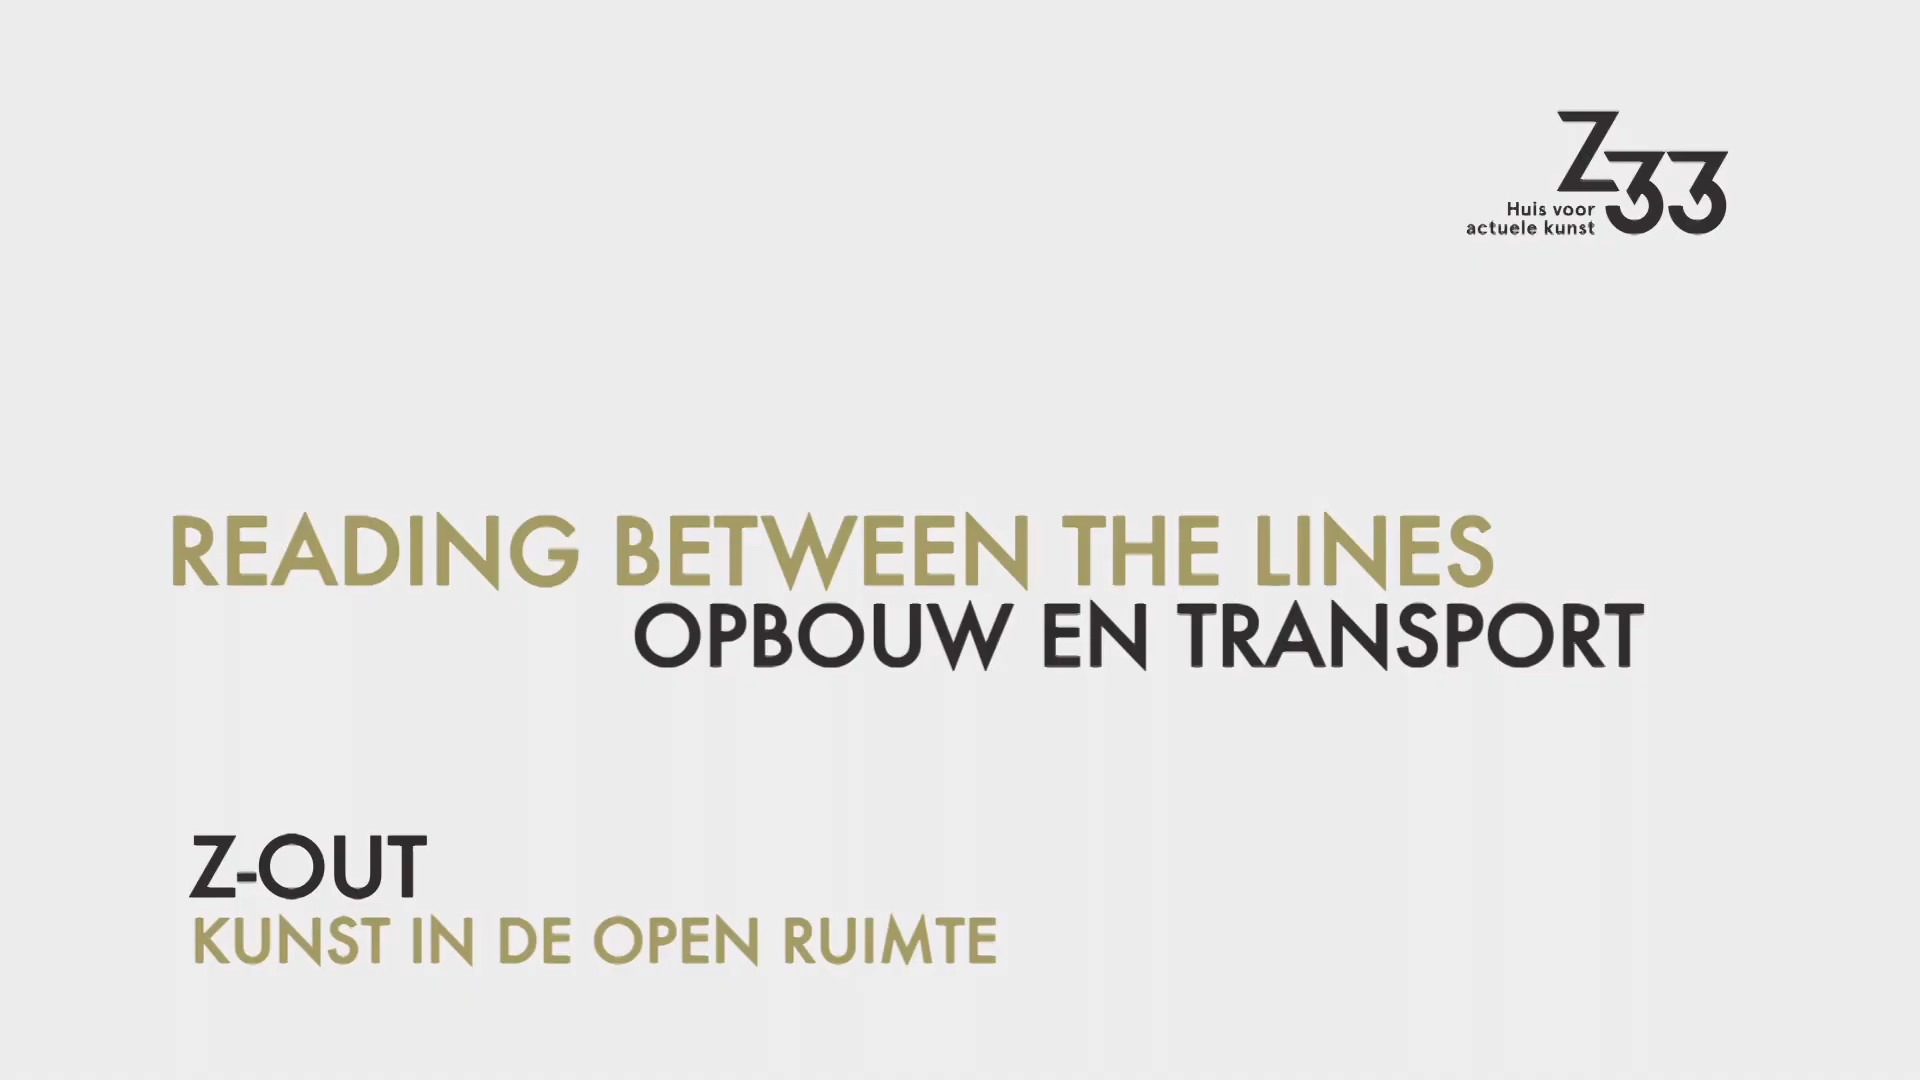 Z33
Huis voor
actuele kunst
READING BETWEEN THE LINES
OPBOUW EN TRANSPORT
Z-OUT
KUNST IN DE OPEN RUIMTE